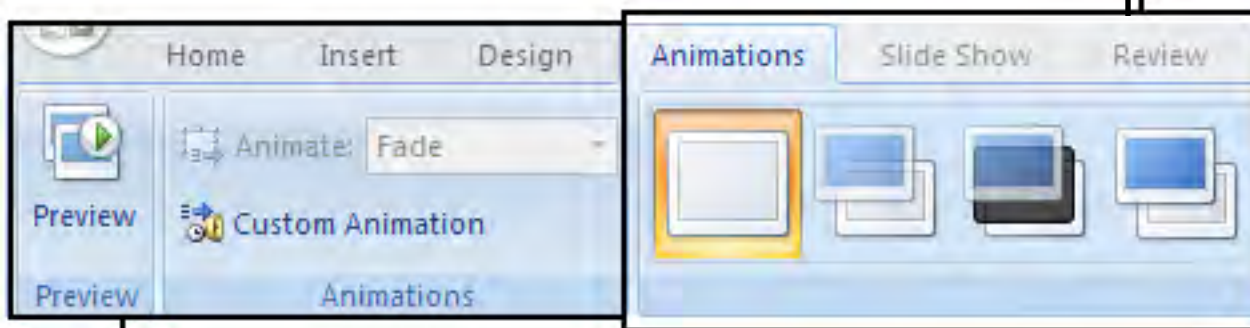 Home Insert Design Animations Slide Show Review
Animate: Fade
Preview Custom Animation
Preview Animations